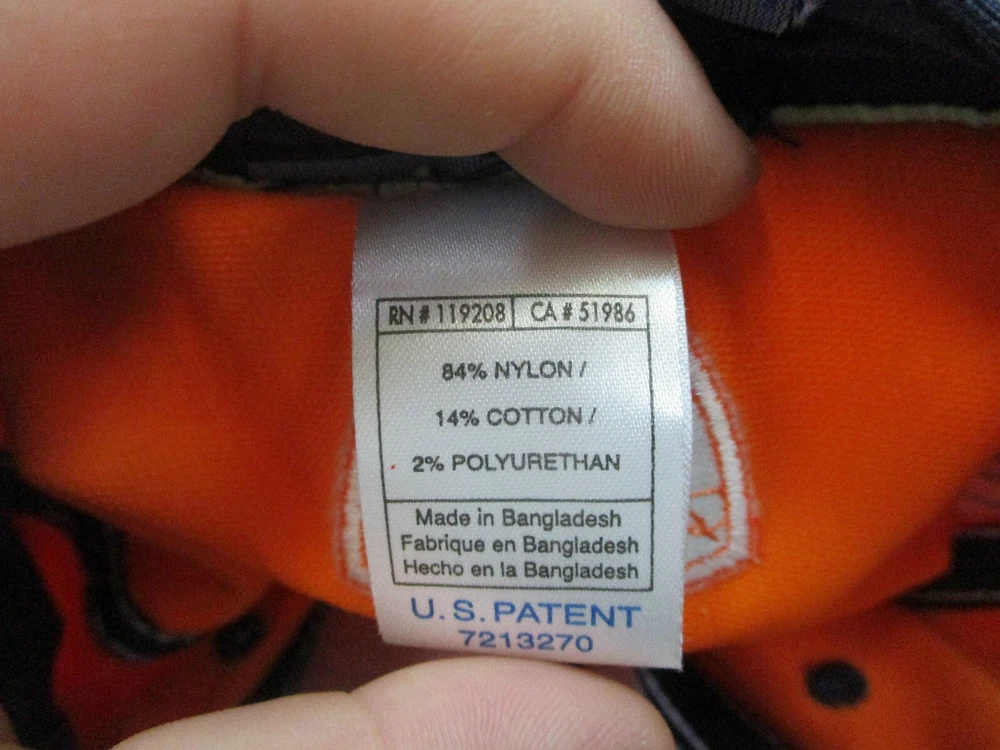 RN # 119208 CA # 51986
84% NYLON /
14% COTTON /
2% POLYURETHAN
Made in Bangladesh
Fabrique en Bangladesh
Hecho en la Bangladesh
U.S. PATENT
7213270